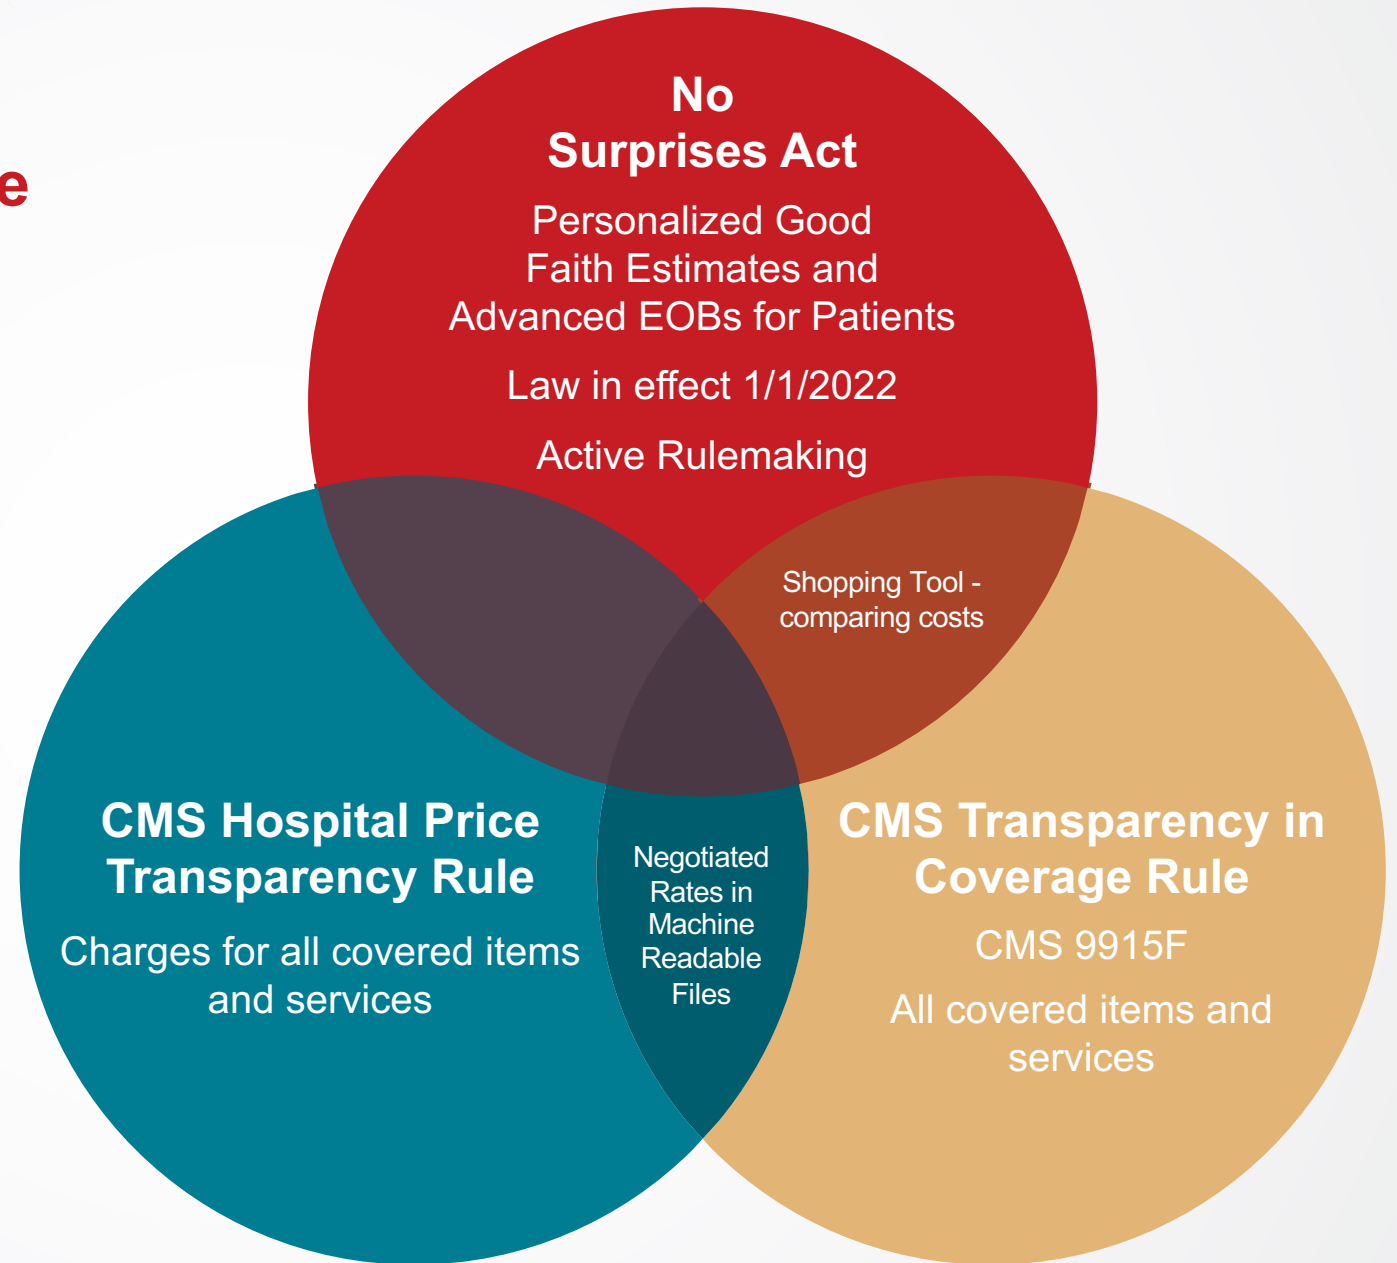 e
No
Surprises Act
Personalized Good
Faith Estimates and
Advanced EOBs for Patients
Law in effect 1/1/2022
Active Rulemaking
Shopping Tool -
comparing costs
CMS Hospital Price
Transparency Rule
Charges for all covered items
and services
Negotiated
Rates in
Machine
Readable
Files
CMS Transparency in
Coverage Rule
CMS 9915F
All covered items and
services